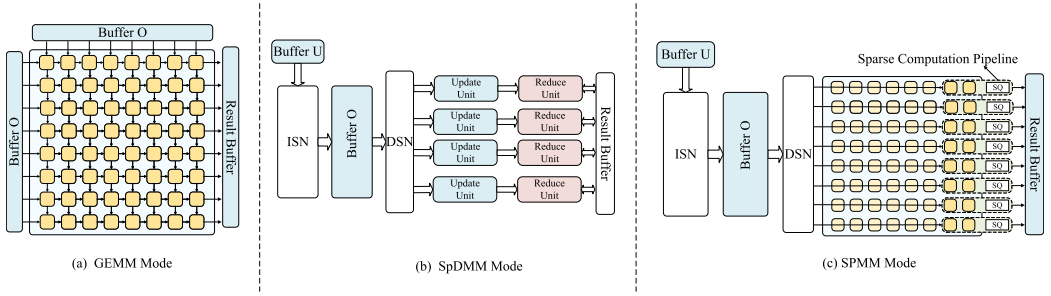 Buffer O
Buffer O
Result Buffer
(a) GEMM Mode
Buffer U
ISN
Buffer O
DSN
Update Unit
Reduce Unit
Update Unit
Reduce Unit
Update Unit
Reduce Unit
Update Unit
Reduce Unit
Result Buffer
(b) SpDMM Mode
Buffer U
ISN
Buffer O
DSN
Sparse Computation Pipeline
SQ
SQ
SQ
SQ
SQ
SQ
SQ
SQ
Result Buffer
(c) SPMM Mode